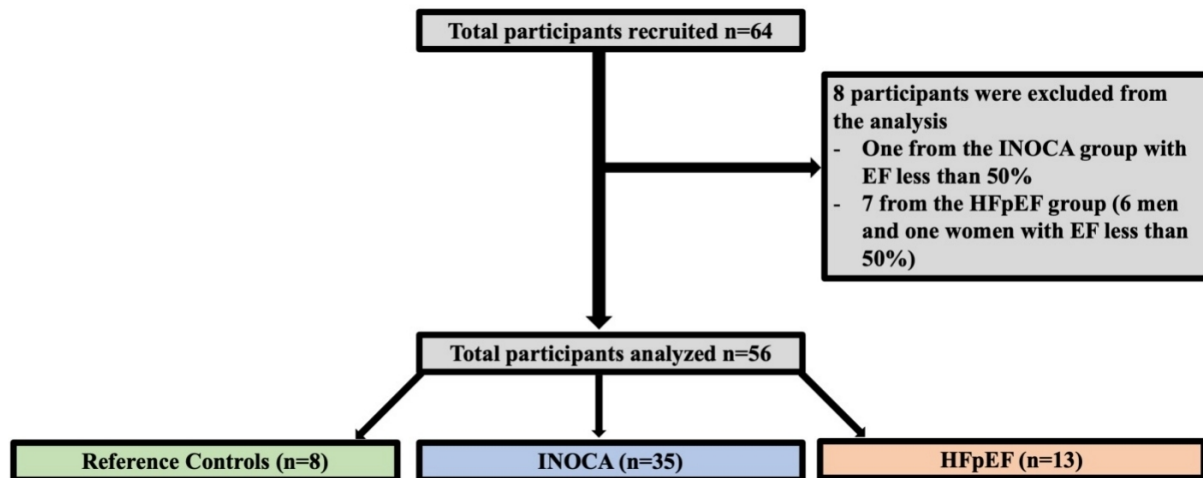 Total participants recruited n=64
8 participants were excluded from
the analysis
- One from the INOCA group with
EF less than 50%
- 7 from the HFpEF group (6 men
and one women with EF less than
50%)
Total participants analyzed n=56
Reference Controls (n=8)
INOCA (n=35)
HFpEF (n=13)